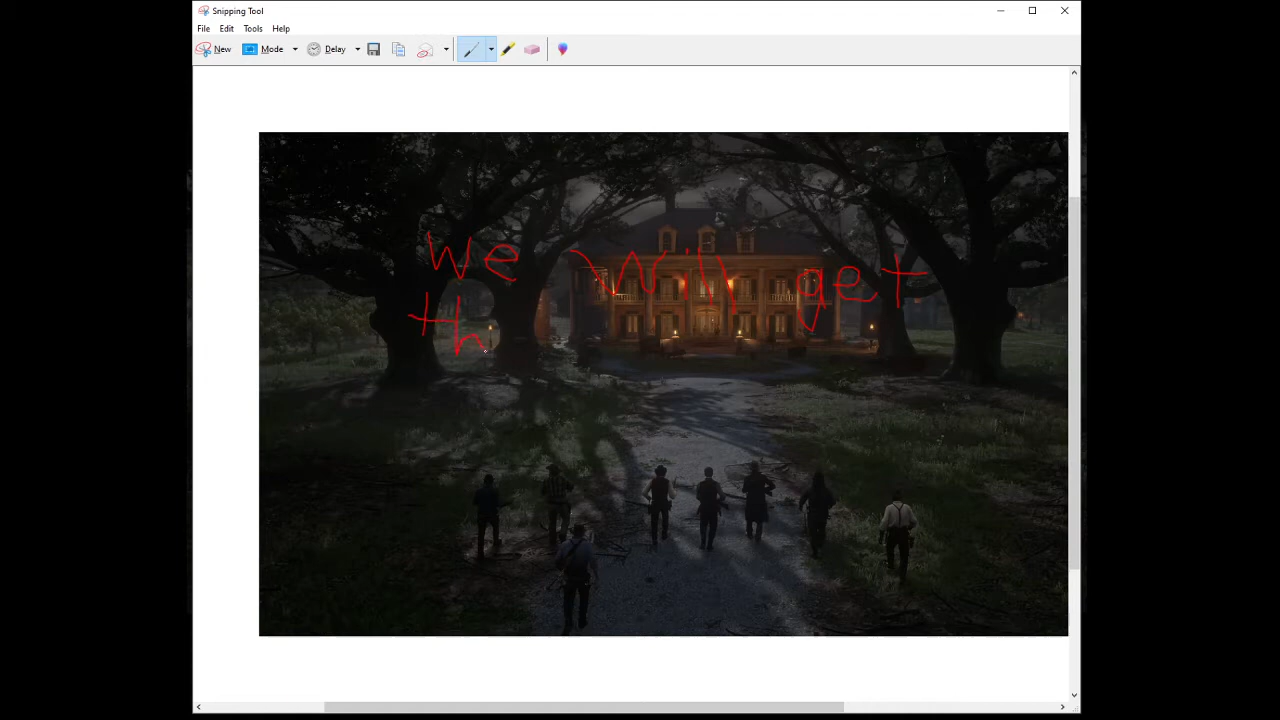 Snipping Tool
File Edit Tools Help
New Mode Delay
we will get
th